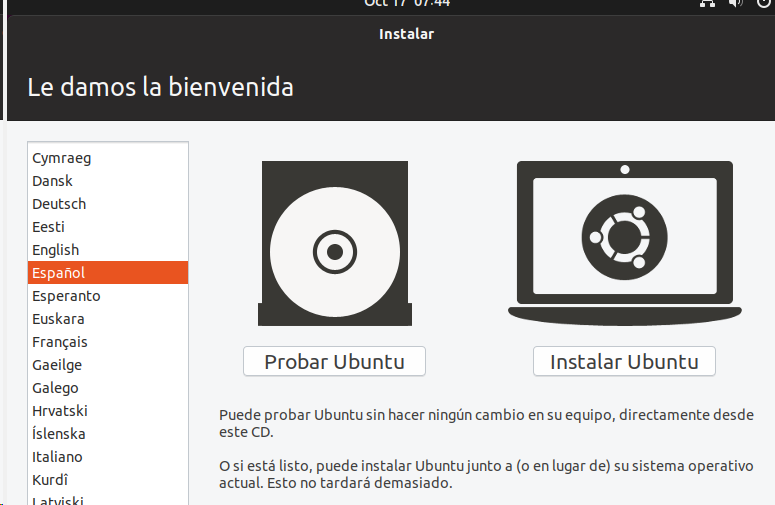 Oct 17 07:44
Instalar
Le damos la bienvenida
Cymraeg
Dansk
Deutsch
Eesti
English
Español
Esperanto
Euskara
Français
Gaeilge
Galego
Hrvatski
Íslenska
Italiano
Kurdî
Latviski
Probar Ubuntu
Instalar Ubuntu
Puede probar Ubuntu sin hacer ningún cambio en su equipo, directamente desde
este CD.
O si está listo, puede instalar Ubuntu junto a (o en lugar de) su sistema operativo
actual. Esto no tardará demasiado.